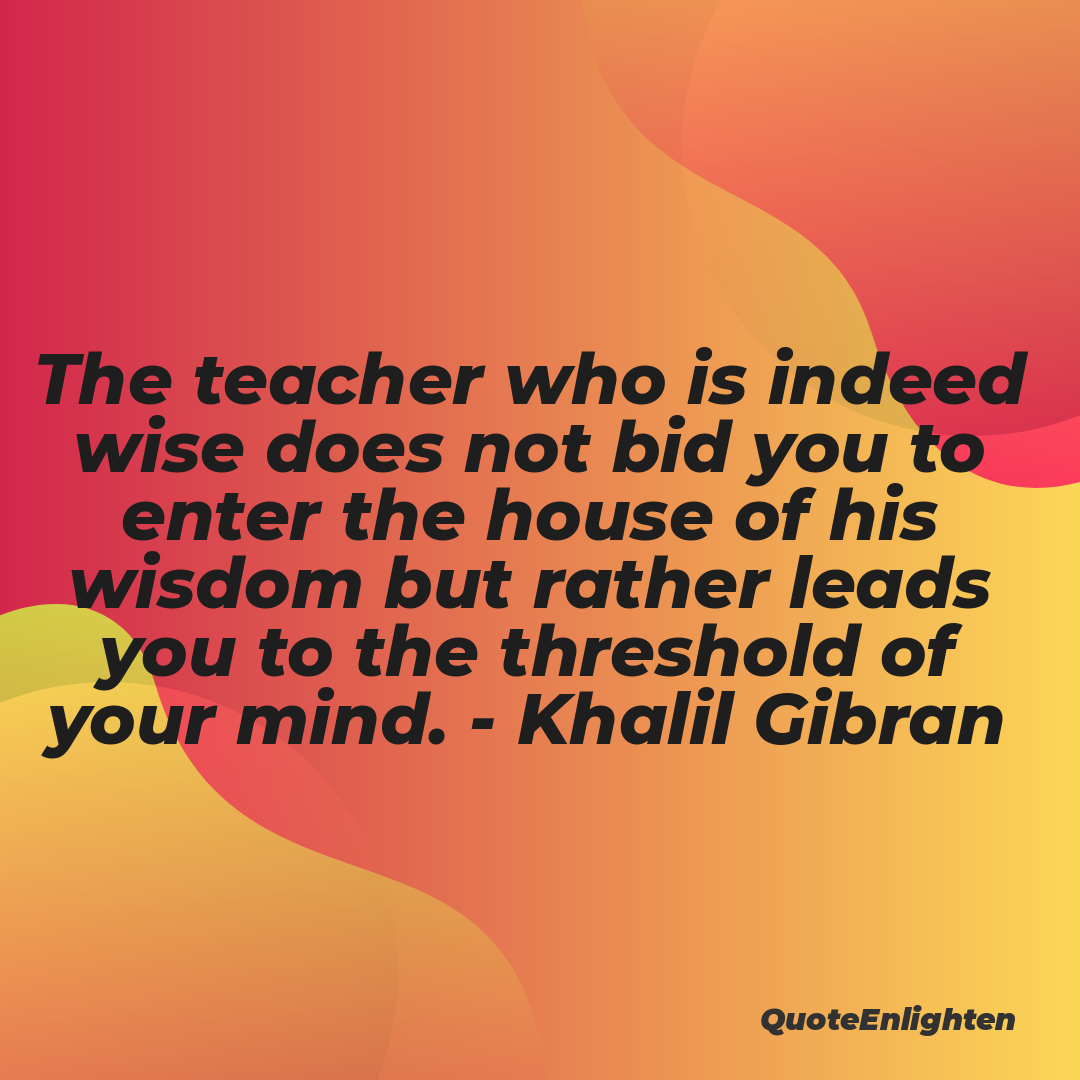 The teacher who is indeed
wise does not bid you to
enter the house of his
wisdom but rather leads
you to the threshold of
your mind. - Khalil Gibran
QuoteEnlighten